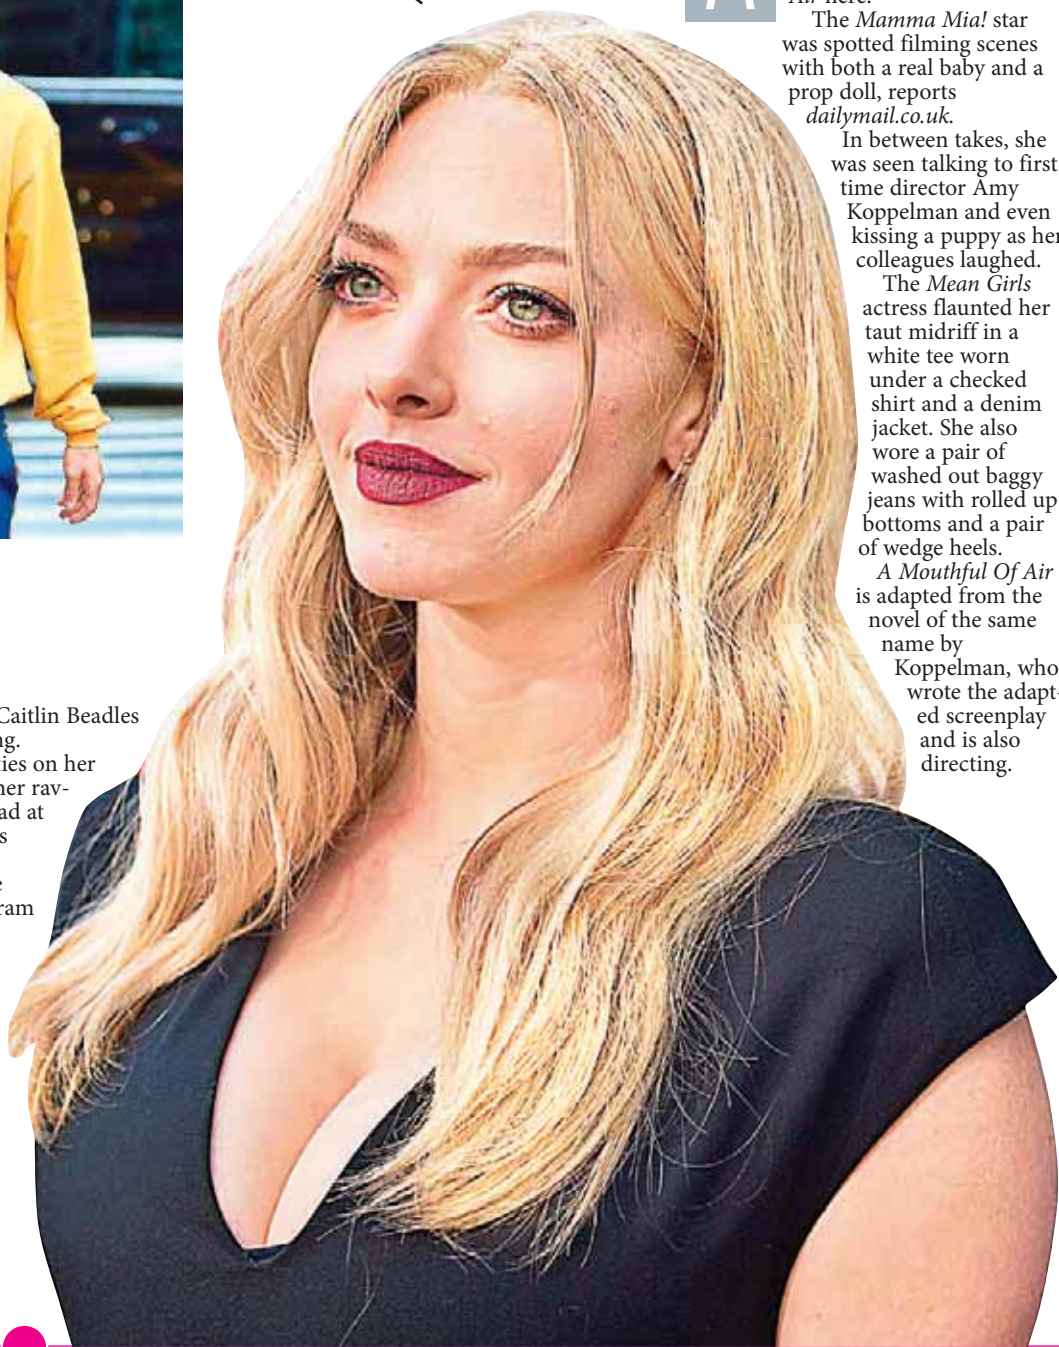 A
Air here.
The Mamma Mia! star
was spotted filming scenes
with both a real baby and a
prop doll, reports
dailymail.co.uk.
In between takes, she
was seen talking to first
time director Amy
Koppelman and even
kissing a puppy as her
colleagues laughed.
The Mean Girls
actress flaunted her
taut midriff in a
white tee worn
under a checked
shirt and a denim
jacket. She also
wore a pair of
washed out baggy
jeans with rolled up
bottoms and a pair
of wedge heels.
A Mouthful Of Air
is adapted from the
novel of the same
name by
Koppelman, who
wrote the adapt-
ed screenplay
and is also
directing.
Caitlin Beadles
ng.
ties on her
her rav-
ad at
s
e
ram